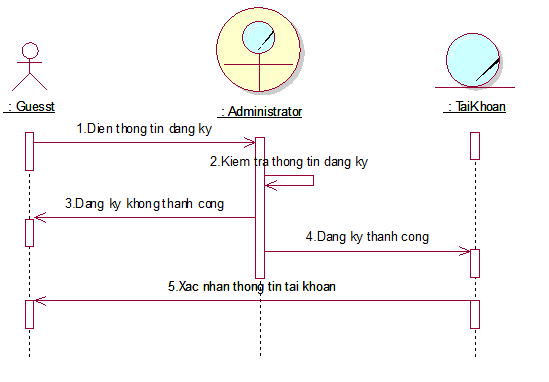 : Guesst
: Administrator
: TaiKhoan
1.Dien thong tin dang ky
2.Kiem tra thong tin dang ky
3.Dang ky khong thanh cong
4.Dang ky thanh cong
5.Xac nhan thong tin tai khoan